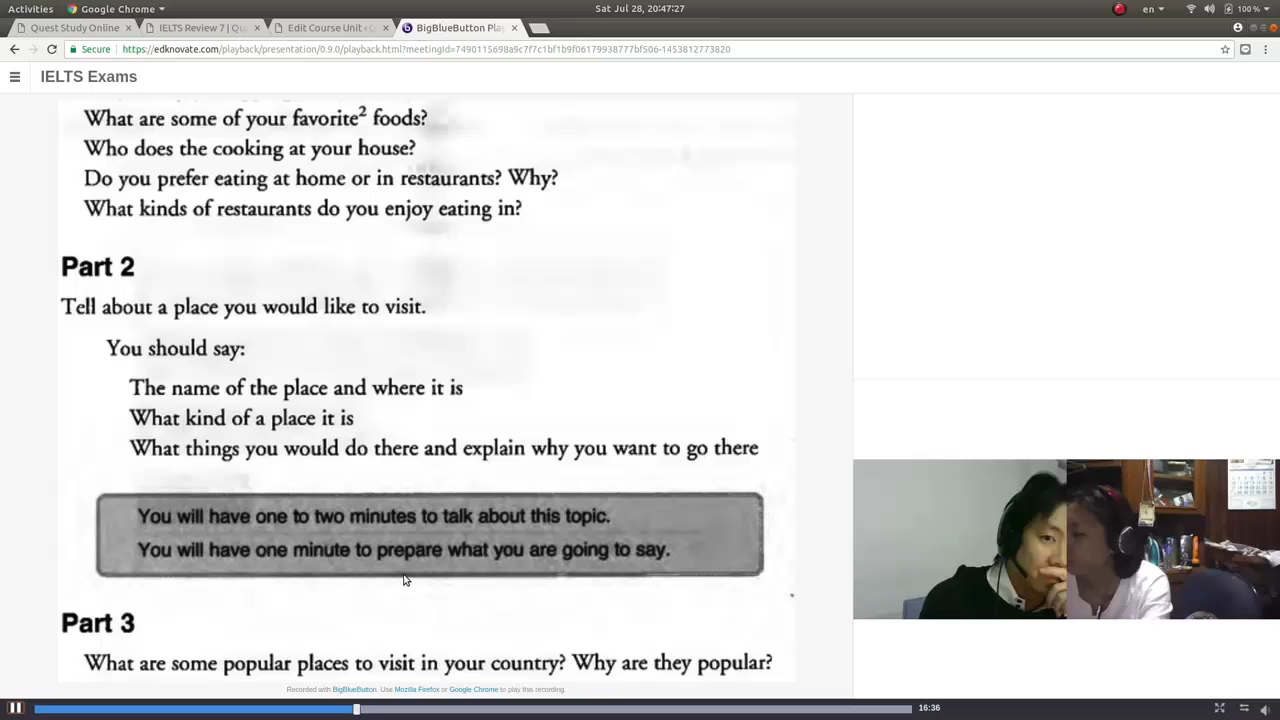 Activities
Google Chrome
Sat Jul 28, 20:47:27
en
100 %
Quest Study Online
IELTS Review 7 | Qu
Edit Course Unit
BigBlueButton Pla
Secure
https://edknovate.com/playback/presentation/0.9.0/playback.html?meetingId=7490115698a9c7f7c1bf1b9f06179938777bf506-1453812773820
IELTS Exams
What are some of your favorite² foods?
Who does the cooking at your house?
Do you prefer eating at home or in restaurants? Why?
What kinds of restaurants do you enjoy eating in?
Part 2
Tell about a place you would like to visit.
You should say:
The name of the place and where it is
What kind of a place it is
What things you would do there and explain why you want to go there
You will have one to two minutes to talk about this topic.
You will have one minute to prepare what you are going to say.
Part 3
What are some popular places to visit in your country? Why are they popular?
Recorded with BigBlueButton. Use Mozilla Firefox or Google Chrome to play this recording.
16:36